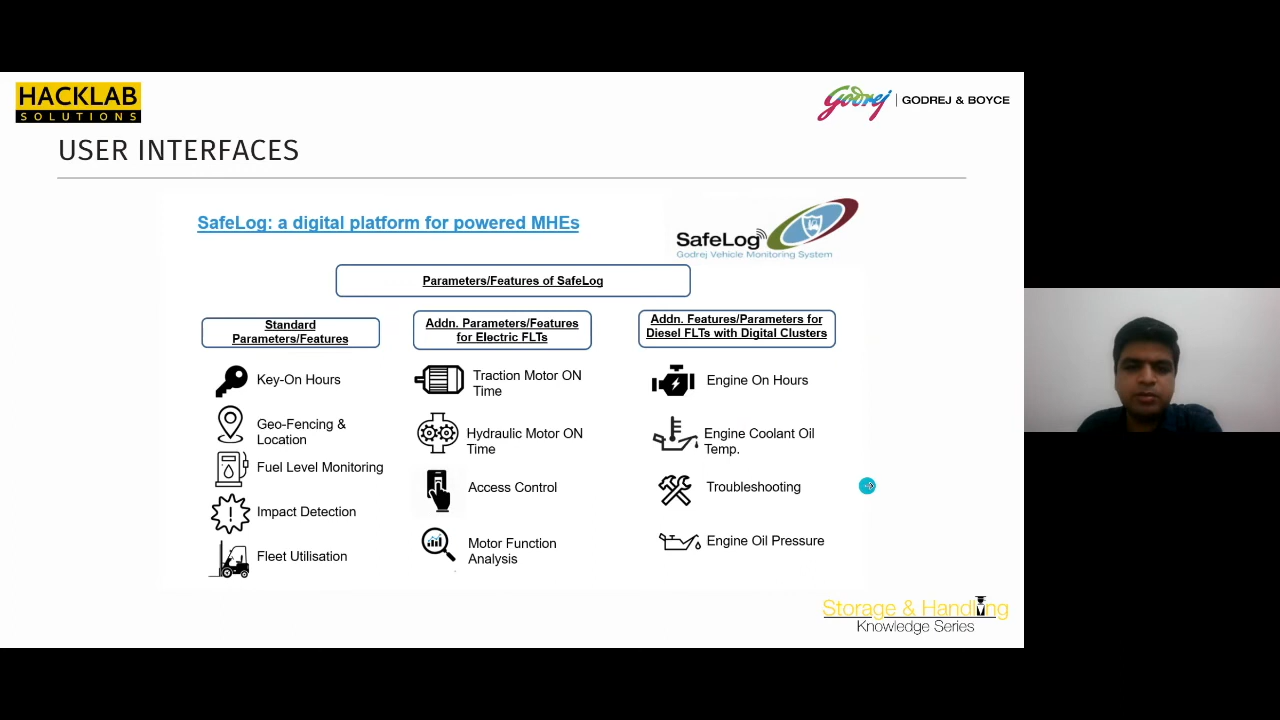 HACKLAB
SOLUTIONS
Godrej | GODREJ & BOYCE
USER INTERFACES
SafeLog: a digital platform for powered MHEs
SafeLog
Godrej Vehicle Monitoring System
Parameters/Features of SafeLog
Standard
Parameters/Features
Key-On Hours
Geo-Fencing &
Location
Fuel Level Monitoring
Impact Detection
Fleet Utilisation
Addn. Parameters/Features
for Electric FLTs
Traction Motor ON
Time
Hydraulic Motor ON
Time
Access Control
Motor Function
Analysis
Addn. Features/Parameters for
Diesel FLTs with Digital Clusters
Engine On Hours
Engine Coolant Oil
Temp.
Troubleshooting
Engine Oil Pressure
Storage & Handling
Knowledge Series